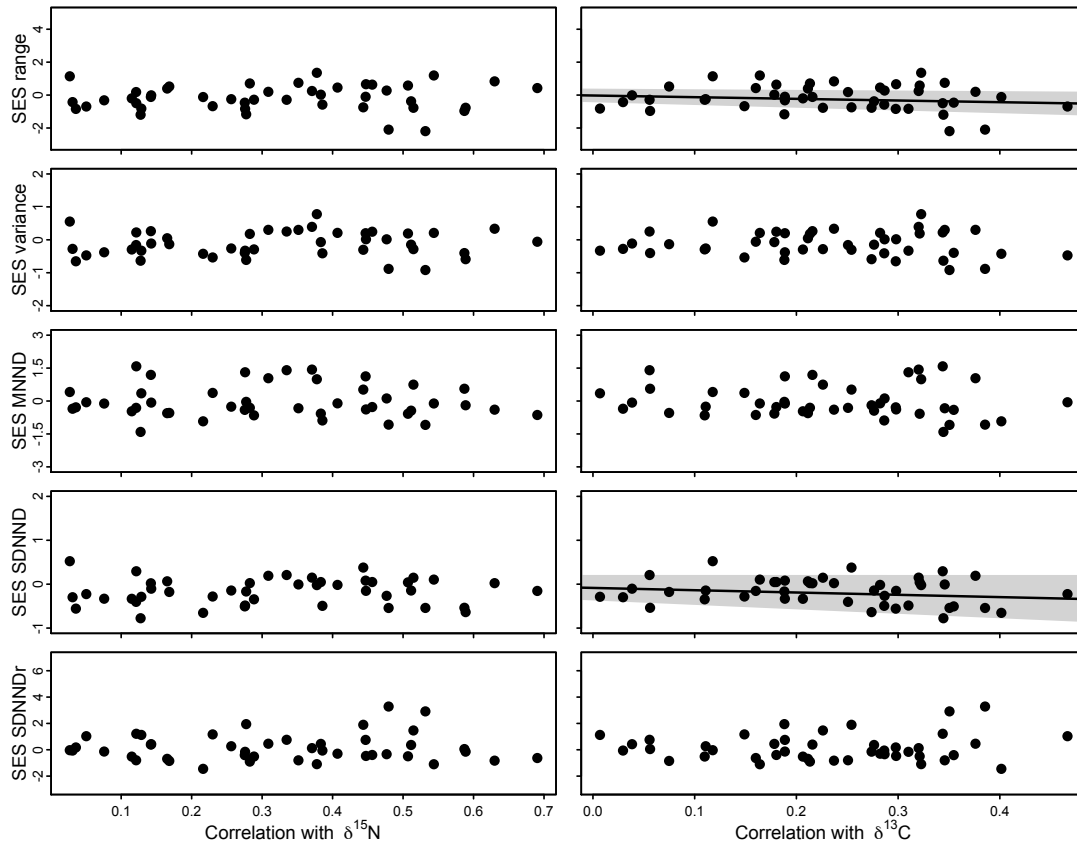 SES range
4
2
0
-2
SES variance
2
1
0
-1
-2
SES MNND
3
1.5
0
-1.5
-3
SES SDNND
2
1
0
-1
SES SDNNDr
6
4
2
0
-2
0.1 0.2 0.3 0.4 0.5 0.6 0.7
Correlation with δ¹⁵N
0.0 0.1 0.2 0.3 0.4
Correlation with δ¹³C